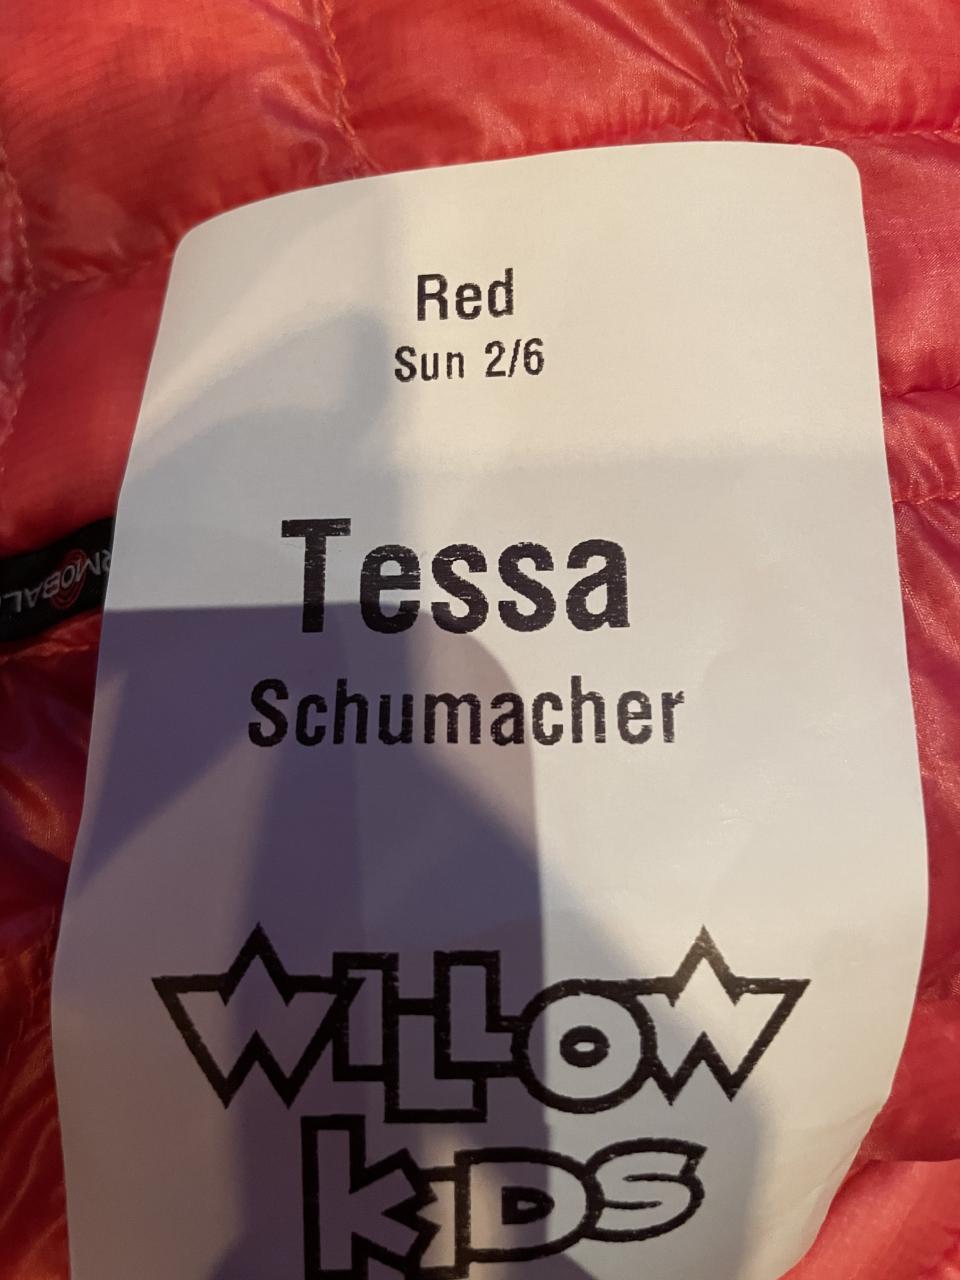 Red
Sun 2/6
Tessa
Schumacher
WILLOW
KIDS